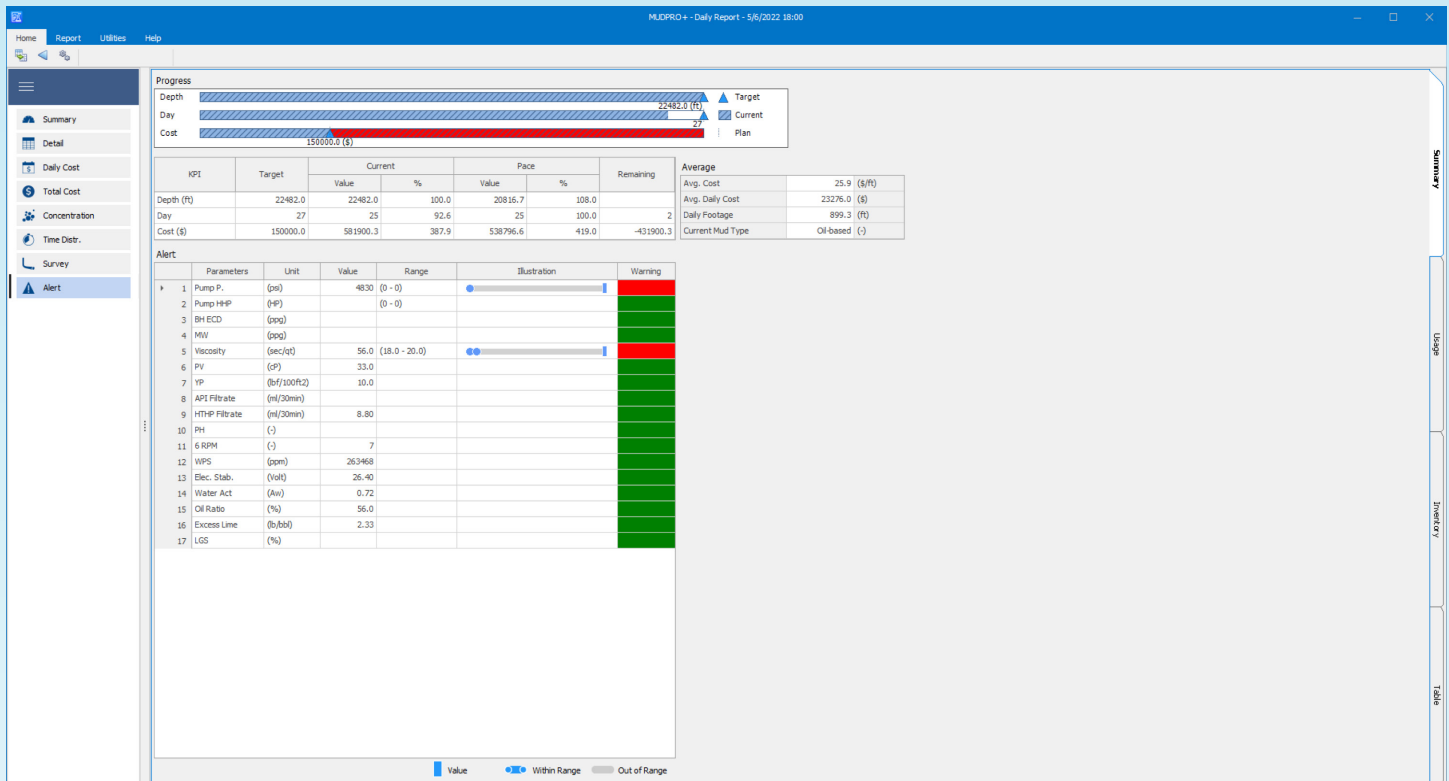 MUDPRO+ - Daily Report - 5/6/2022 18:00
Home Report Utilities Help
Summary
Detail
Daily Cost
Total Cost
Concentration
Time Distr.
Survey
Alert
Progress
Depth 22482.0 (ft) Target
Day 27 Current
Cost 150000.0 ($) Plan
KPI Target Current Pace Remaining
Value % Value %
Depth (ft) 22482.0 22482.0 100.0 20816.7 108.0
Day 27 25 92.6 25 100.0 2
Cost ($) 150000.0 581900.3 387.9 538796.6 419.0 -431900.3
Average
Avg. Cost 25.9 ($/ft)
Avg. Daily Cost 23276.0 ($)
Daily Footage 899.3 (ft)
Current Mud Type Oil-based (-)
Alert
Parameters Unit Value Range Illustration Warning
1 Pump P. (psi) 4830 (0 - 0)
2 Pump HHP (HP) (0 - 0)
3 BH ECD (ppg)
4 MW (ppg)
5 Viscosity (sec/qt) 56.0 (18.0 - 20.0)
6 PV (cP) 33.0
7 YP (lbf/100ft2) 10.0
8 API Filtrate (ml/30min)
9 HTHP Filtrate (ml/30min) 8.80
10 PH (-)
11 6 RPM (-) 7
12 WPS (ppm) 263468
13 Elec. Stab. (Volt) 26.40
14 Water Act (Aw) 0.72
15 Oil Ratio (%) 56.0
16 Excess Lime (lb/bbl) 2.33
17 LGS (%)
Value Within Range Out of Range
Summary
Usage
Inventory
Table